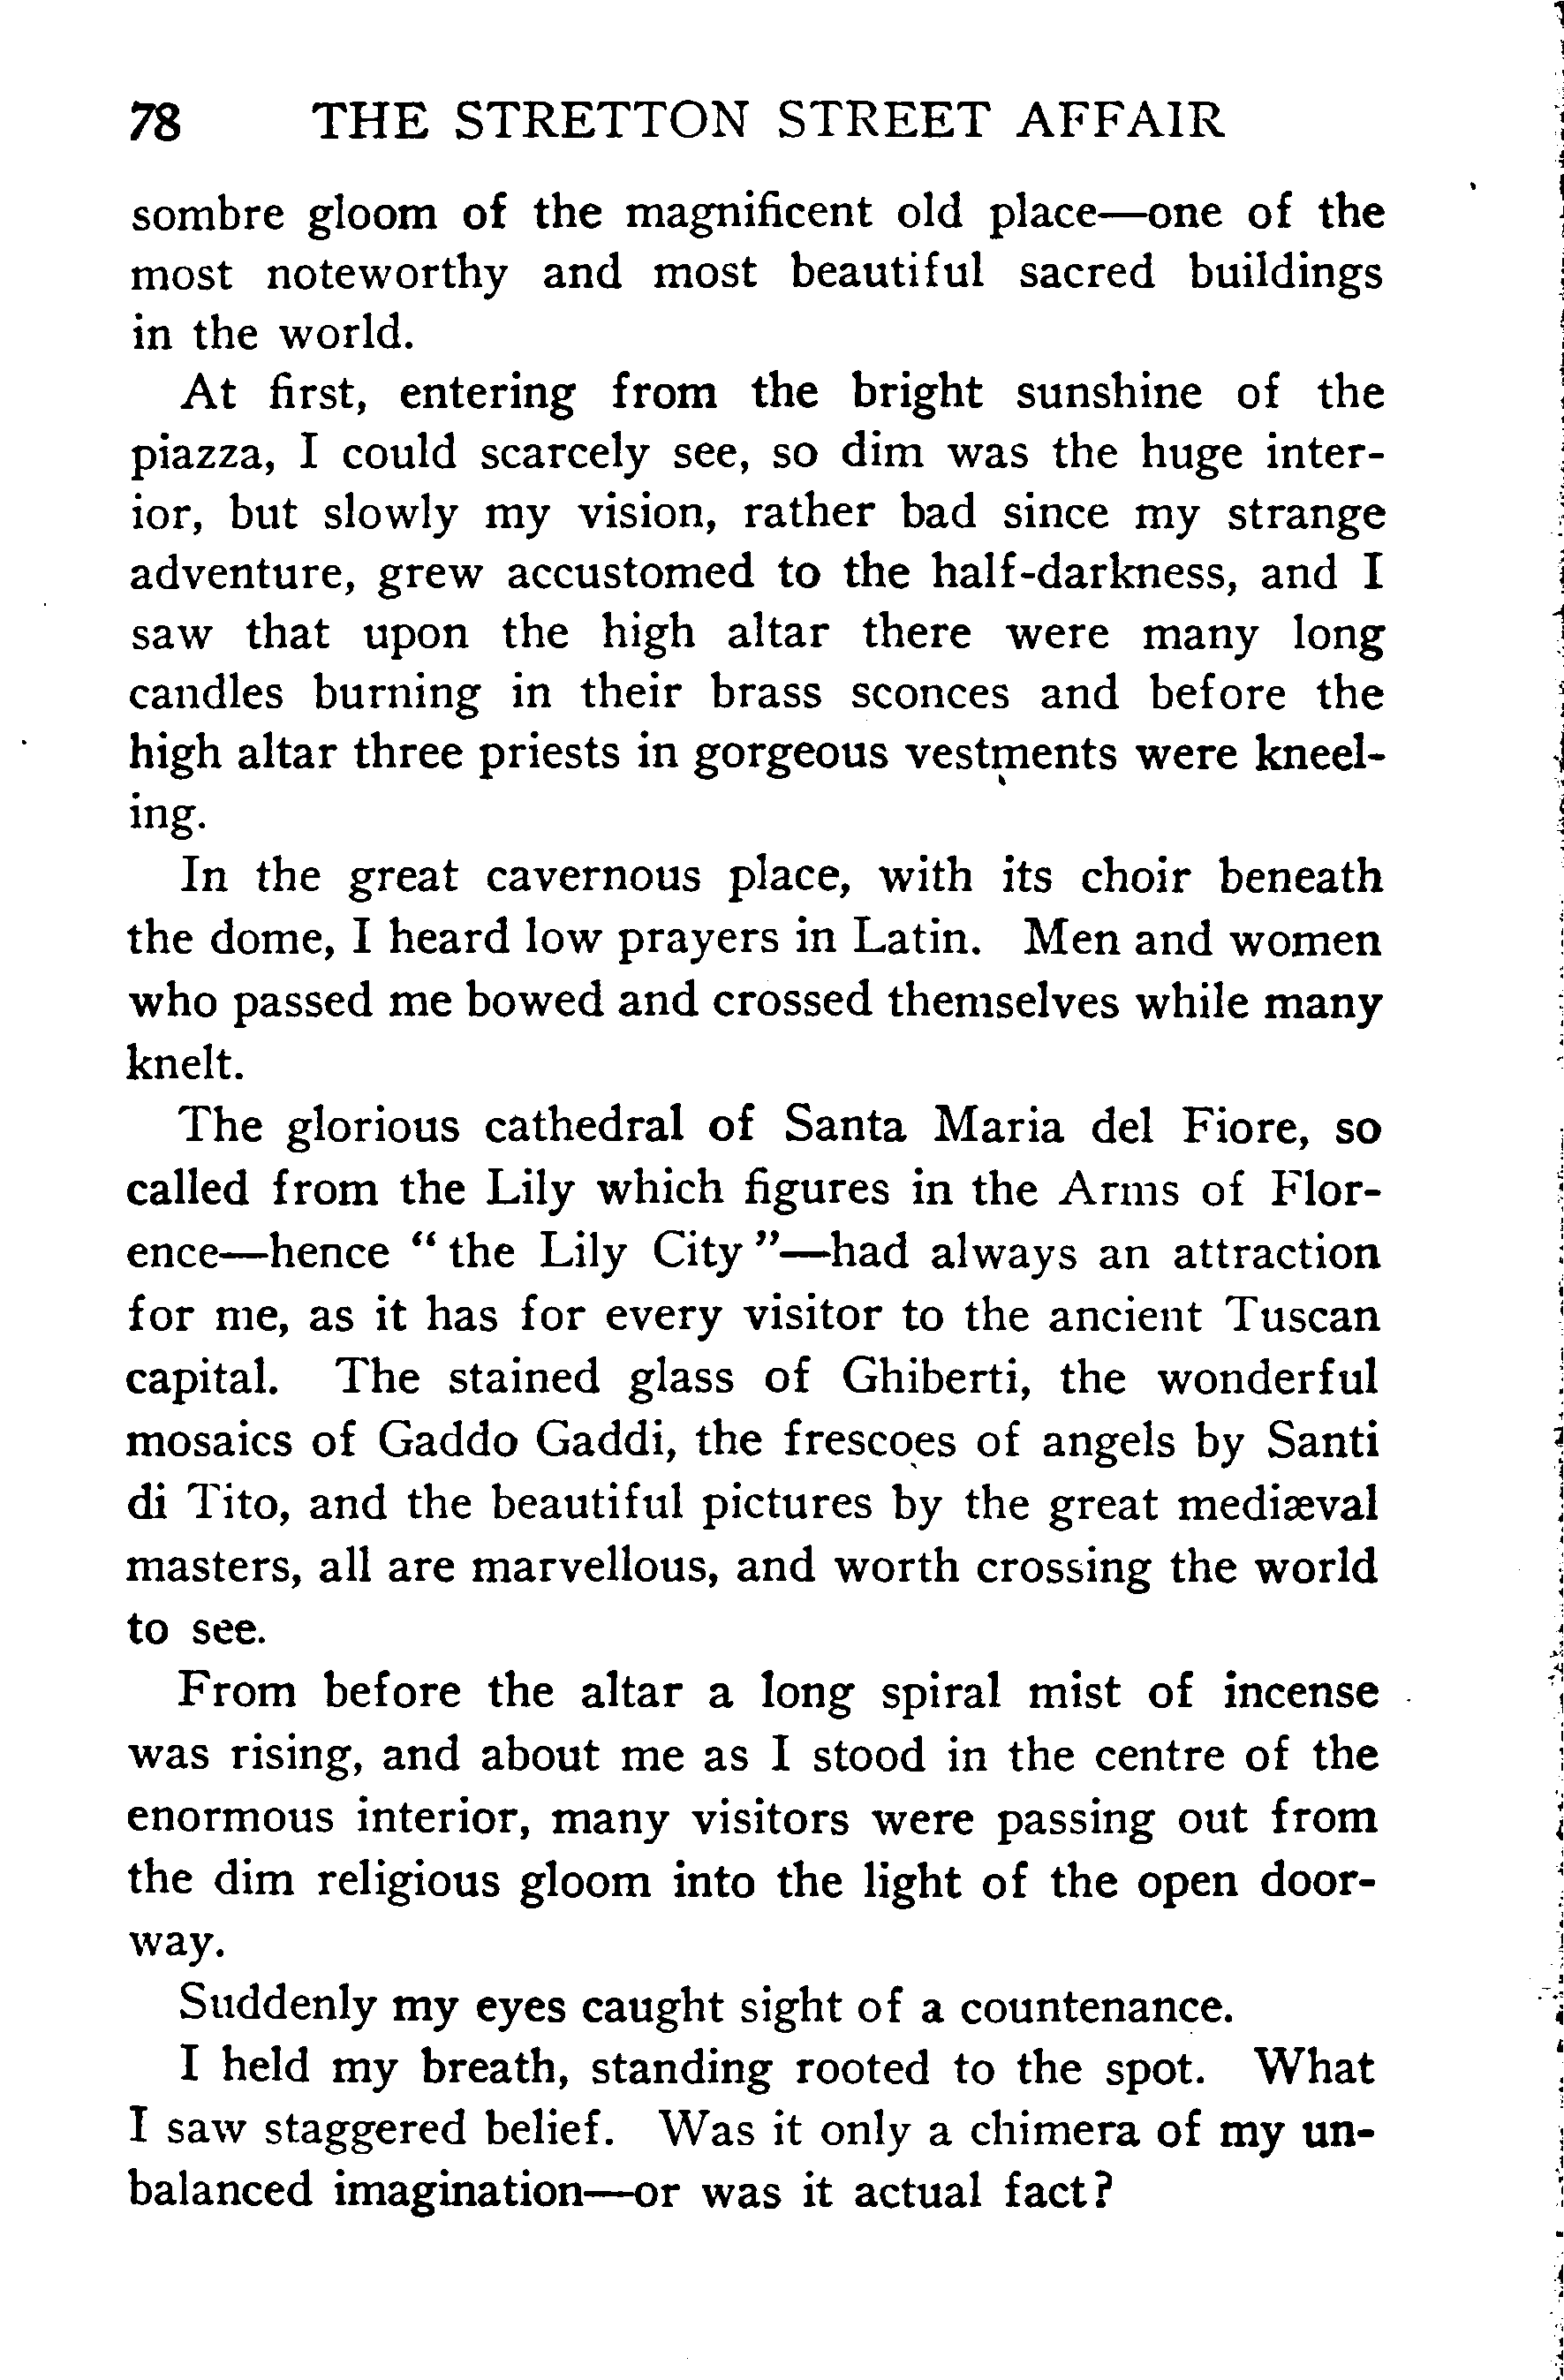 78 THE STRETTON STREET AFFAIR
sombre gloom of the magnificent old place—one of the
most noteworthy and most beautiful sacred buildings
in the world.
At first, entering from the bright sunshine of the
piazza, I could scarcely see, so dim was the huge inter-
ior, but slowly my vision, rather bad since my strange
adventure, grew accustomed to the half-darkness, and I
saw that upon the high altar there were many long
candles burning in their brass sconces and before the
high altar three priests in gorgeous vestments were kneel-
ing.
In the great cavernous place, with its choir beneath
the dome, I heard low prayers in Latin. Men and women
who passed me bowed and crossed themselves while many
knelt.
The glorious cathedral of Santa Maria del Fiore, so
called from the Lily which figures in the Arms of Flor-
ence—hence “the Lily City”—had always an attraction
for me, as it has for every visitor to the ancient Tuscan
capital. The stained glass of Ghiberti, the wonderful
mosaics of Gaddo Gaddi, the frescoes of angels by Santi
di Tito, and the beautiful pictures by the great mediæval
masters, all are marvellous, and worth crossing the world
to see.
From before the altar a long spiral mist of incense
was rising, and about me as I stood in the centre of the
enormous interior, many visitors were passing out from
the dim religious gloom into the light of the open door-
way.
Suddenly my eyes caught sight of a countenance.
I held my breath, standing rooted to the spot. What
I saw staggered belief. Was it only a chimera of my un-
balanced imagination—or was it actual fact?